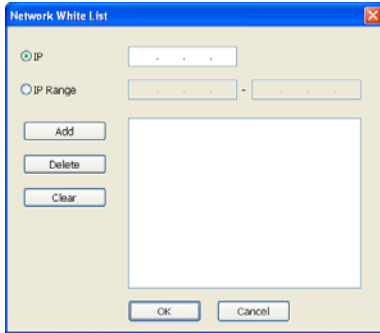 Network White List
IP
. . .
IP Range
. . . - . . .
Add
Delete
Clear
OK
Cancel